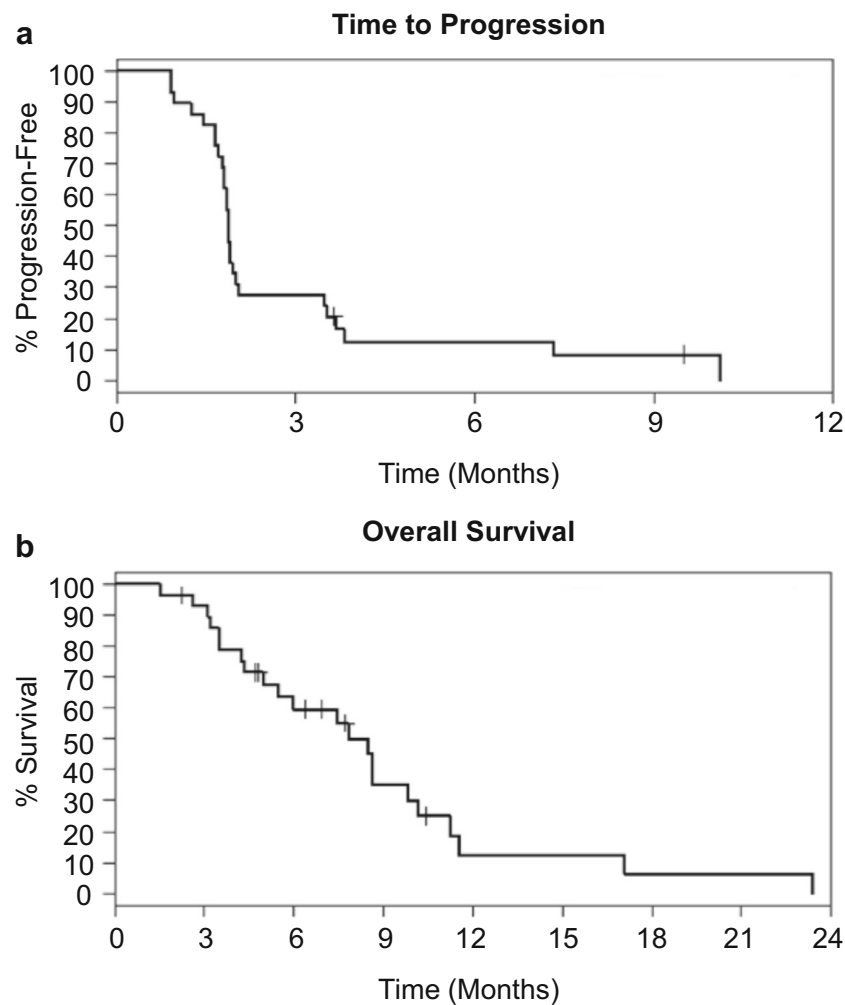 a
Time to Progression
% Progression-Free
100
90
80
70
60
50
40
30
20
10
0
0 3 6 9 12
Time (Months)
b
Overall Survival
% Survival
100
90
80
70
60
50
40
30
20
10
0
0 3 6 9 12 15 18 21 24
Time (Months)